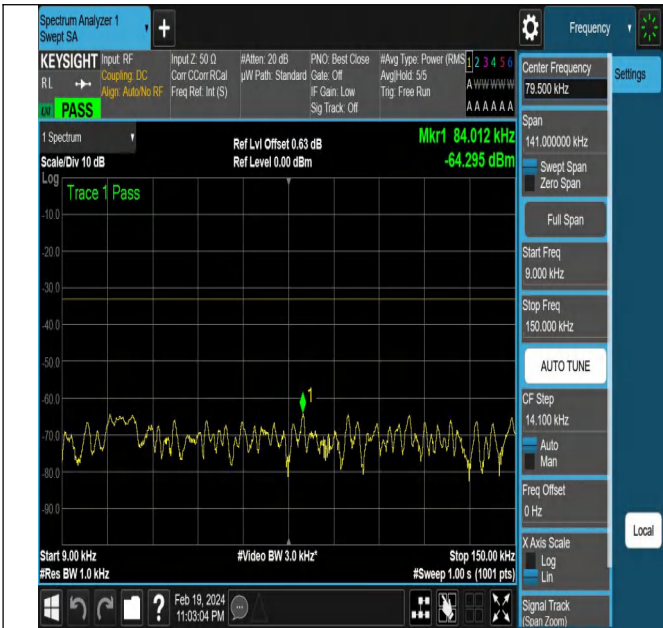 Spectrum Analyzer 1
Swept SA
+
Frequency
KEYSIGHT
RL
LXI
PASS
Input: RF
Coupling: DC
Align: Auto/No RF
Input Z: 50 Ω
Corr CCorr RCal
Freq Ref: Int (S)
#Atten: 20 dB
µW Path: Standard
PNO: Best Close
Gate: Off
IF Gain: Low
Sig Track: Off
#Avg Type: Power (RMS
Avg|Hold: 5/5
Trig: Free Run
1 2 3 4 5 6
A W W W W W
A A A A A A
1 Spectrum
Scale/Div 10 dB
Ref Lvl Offset 0.63 dB
Ref Level 0.00 dBm
Mkr1 84.012 kHz
-64.295 dBm
Log
Trace 1 Pass
-10.0
-20.0
-30.0
-40.0
-50.0
-60.0
-70.0
-80.0
-90.0
1
Start 9.00 kHz
#Res BW 1.0 kHz
#Video BW 3.0 kHz*
Stop 150.00 kHz
#Sweep 1.00 s (1001 pts)
?
Feb 19, 2024
11:03:04 PM
Center Frequency
79.500 kHz
Settings
Span
141.000000 kHz
Swept Span
Zero Span
Full Span
Start Freq
9.000 kHz
Stop Freq
150.000 kHz
AUTO TUNE
CF Step
14.100 kHz
Auto
Man
Freq Offset
0 Hz
X Axis Scale
Log
Lin
Local
Signal Track
(Span Zoom)